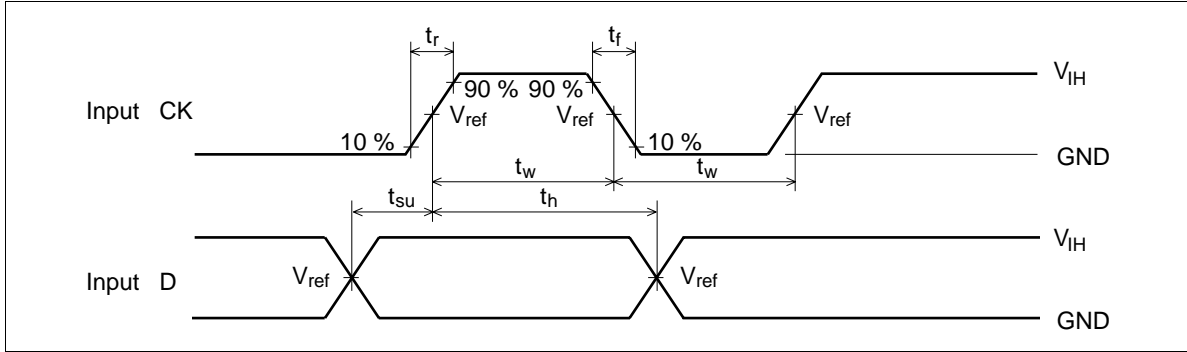 tr tf
VIH
90 % 90 %
Input CK Vref Vref Vref
10 % 10 %
GND
tw tw
tsu th
VIH
Input D Vref Vref
GND